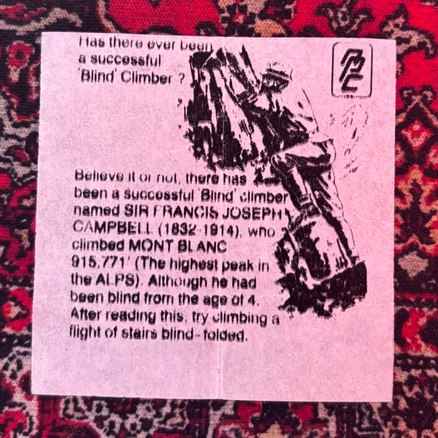 Has there ever been
a successful
'Blind' Climber ?
Believe it or not, there has
been a successful 'Blind' climber
named SIR FRANCIS JOSEPH
CAMPBELL (1832-1914), who
climbed MONT BLANC
915,771' (The highest peak in
the ALPS). Although he had
been blind from the age of 4.
After reading this, try climbing a
flight of stairs blind-folded.